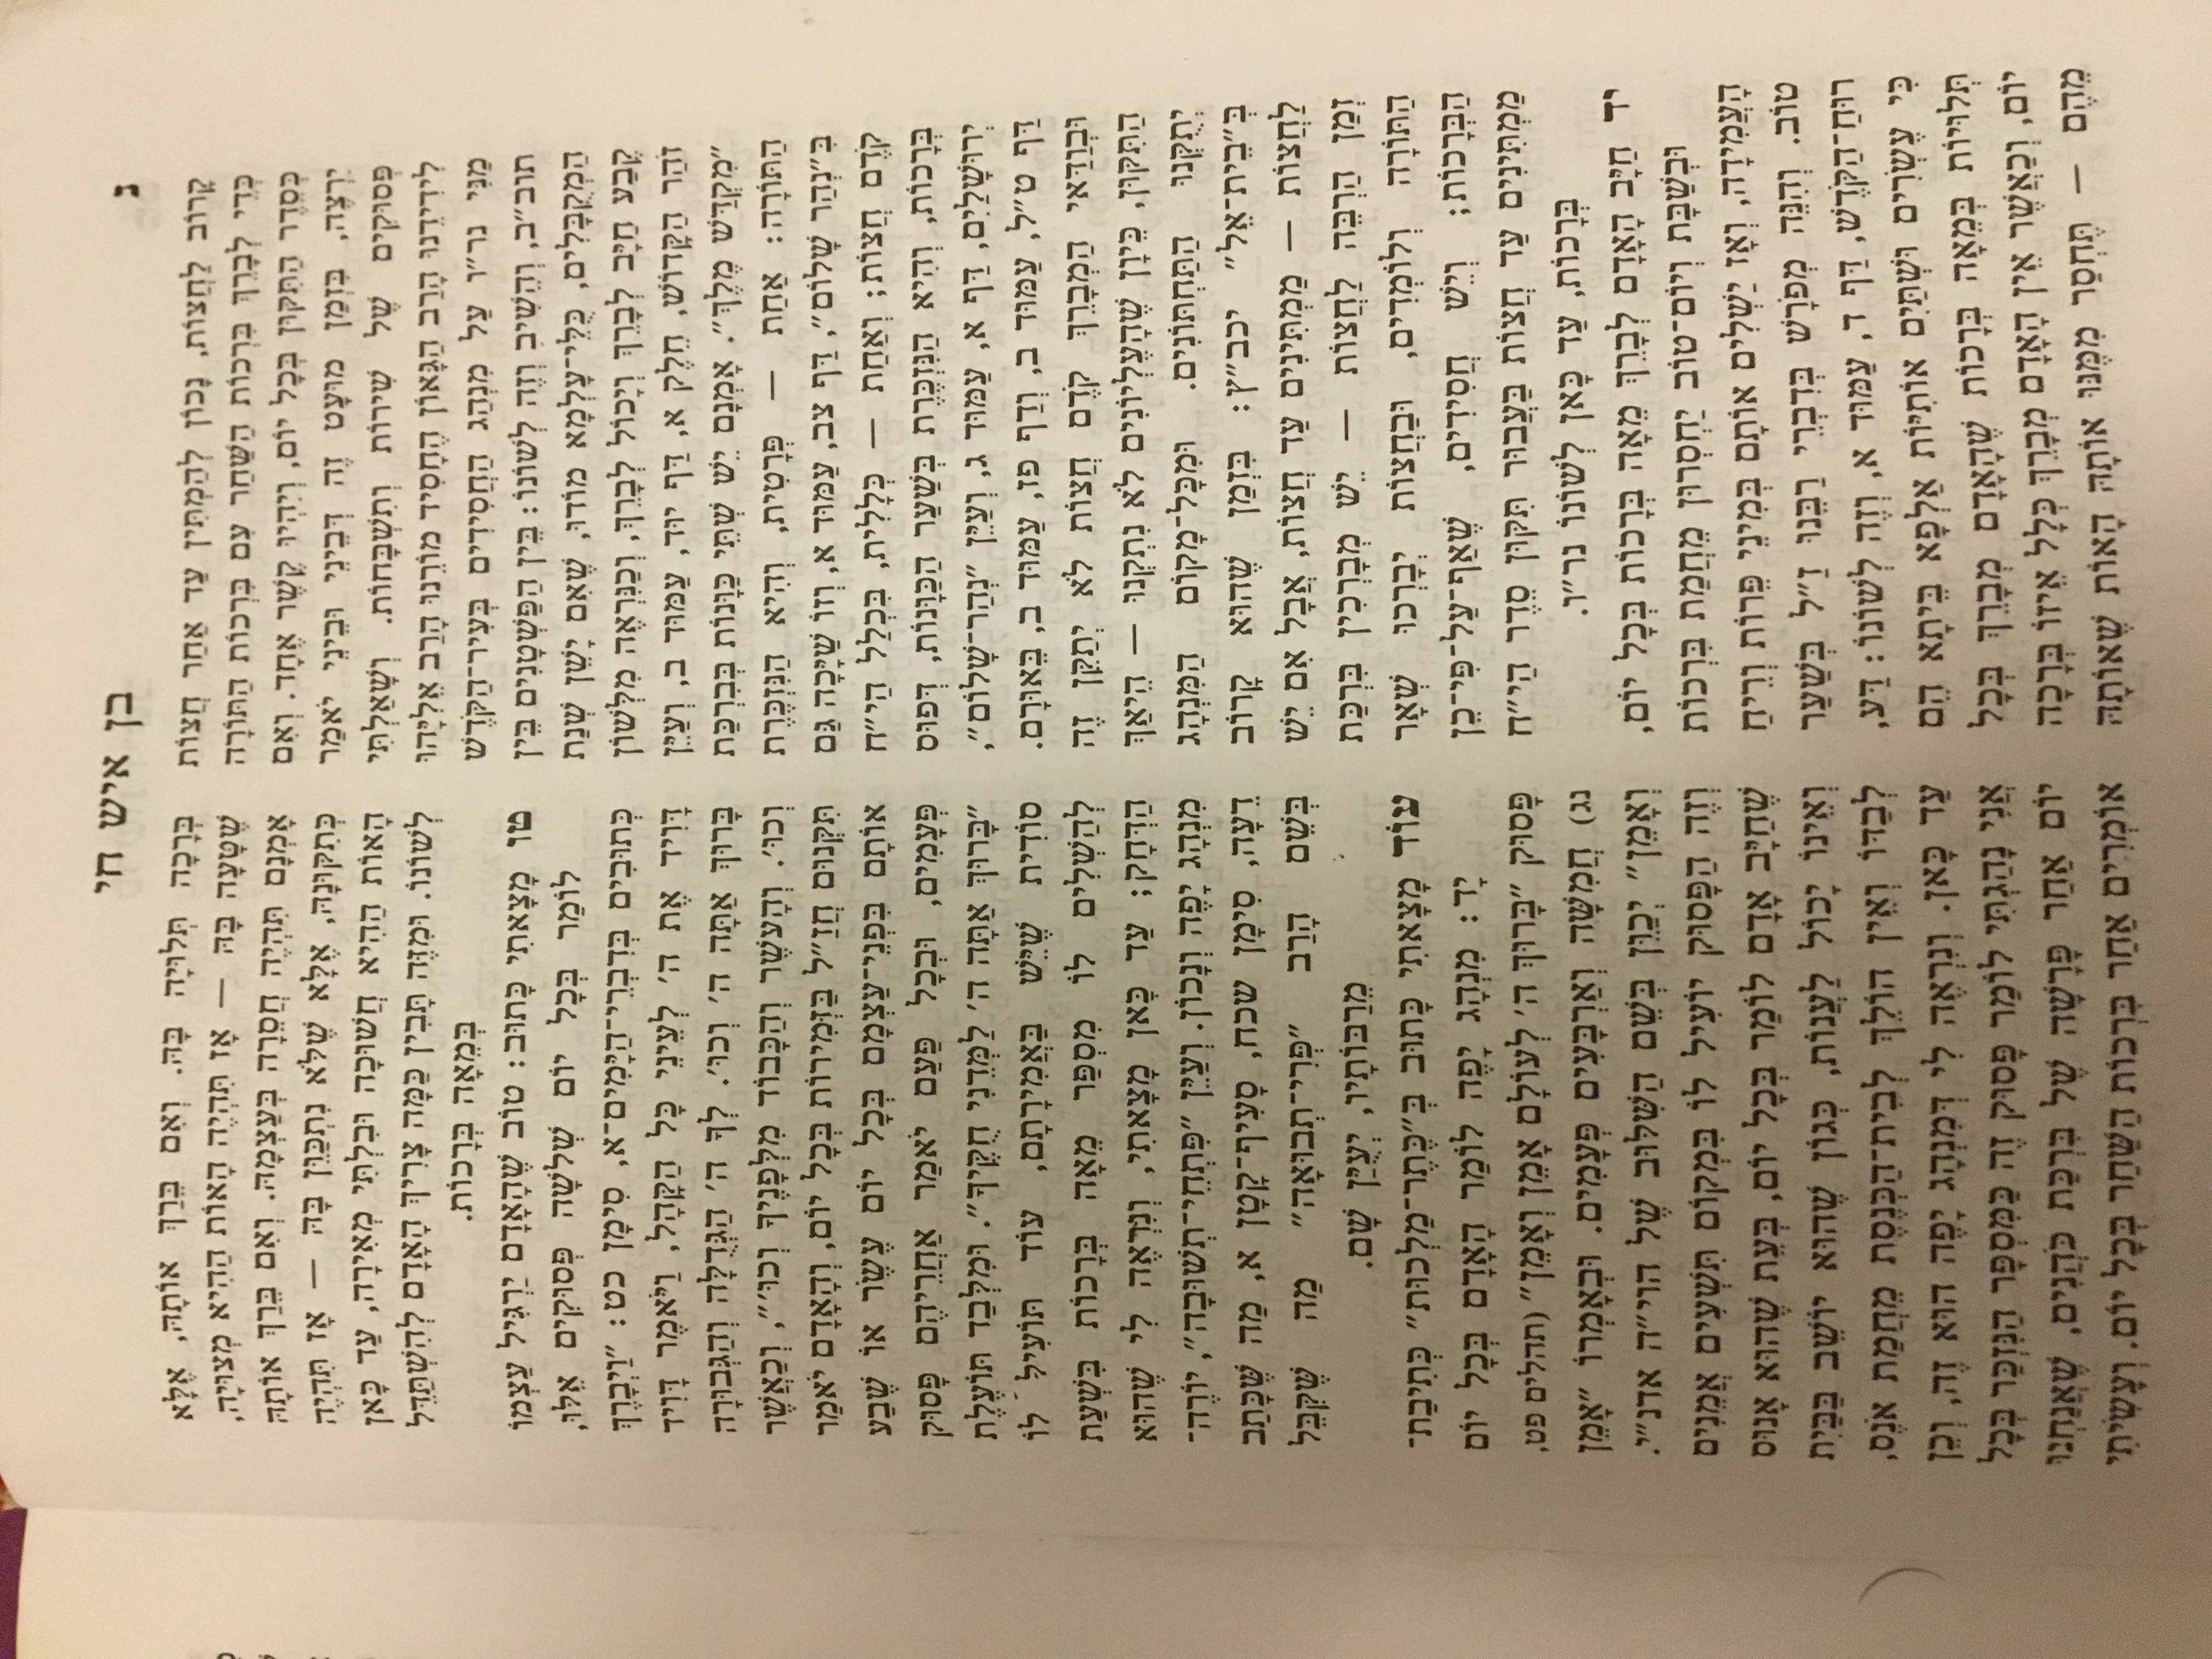 נ
בן איש חי
קָרוֹב לַחֲצוֹת, נָכוֹן לְהַמְתִּין עַד אַחַר חֲצוֹת
כְּדֵי לְבָרֵךְ בִּרְכוֹת הַשַּׁחַר עִם בִּרְכוֹת הַתּוֹרָה
כְּסֵדֶר הַתִּקּוּן בְּכָל יוֹם, וְיִהְיוּ קֶשֶׁר אֶחָד. וְאִם
יִרְצֶה, בִּזְמַן מוּעָט זֶה דְּבֵינֵי וּבֵינֵי יֹאמַר
פְּסוּקִים שֶׁל שִׁירוֹת וְתִשְׁבָּחוֹת. וְשָׁאַלְתִּי
לִידִידֵנוּ הָרַב הַגָּאוֹן הֶחָסִיד מוֹרֵנוּ הָרַב אֵלִיָּהוּ
מַנִּי נר״ו עַל מִנְהַג הַחֲסִידִים בְּעִיר־הַקֹּדֶשׁ
תוב״ב, וְהֵשִׁיב וְזֶה לְשׁוֹנוֹ: בֵּין הַפַּשְׁטָנִים בֵּין
הַמְקֻבָּלִים, כֻּלֵּי־עָלְמָא מוֹדוּ, שֶׁאִם יָשֵׁן שְׁנַת
קֶבַע חַיָּב לְבָרֵךְ וְיָכוֹל לְבָרֵךְ, וְכַנִּרְאֶה מִלְּשׁוֹן
זֹהַר הַקָּדוֹשׁ, חֵלֶק א, דַּף יוּד, עַמּוּד ב, וְעַיֵּן
״מִקְדַּשׁ מֶלֶךְ״. אָמְנָם יֵשׁ שְׁתֵּי כַּוָּנוֹת בְּבִרְכַּת
הַתּוֹרָה: אַחַת — פְּרָטִית, וְהִיא הַנִּזְכֶּרֶת
בִּ״נְהַר שָׁלוֹם״, דַּף צב, עַמּוּד א, וְזוֹ שַׁיָּכָה גַּם
קֹדֶם חֲצוֹת; וְאַחַת — כְּלָלִית, בִּכְלַל הַי״ח
בְּרָכוֹת, וְהִיא הַנִּזְכֶּרֶת בְּשַׁעַר הַכַּוָּנוֹת, דְּפוּס
יְרוּשָׁלַיִם, דַּף א, עַמּוּד ג, וְעַיֵּן ״נְהַר־שָׁלוֹם״,
דַּף ט״ל, עַמּוּד ב, וְדַף פז, עַמּוּד ב, בֵּאוּרָם.
וּבְוַדַּאי הַמְבָרֵךְ קֹדֶם חֲצוֹת לֹא יְתַקֵּן זֶה
הַתִּקּוּן, כֵּיוָן שֶׁהָעֶלְיוֹנִים לֹא נִתְקְנוּ — הֵיאַךְ
יְתֻקְּנוּ הַתַּחְתּוֹנִים. וּמִכָּל־מָקוֹם הַמִּנְהָג
בְּ״בֵית־אֵל״ יכב״ץ: בִּזְמַן שֶׁהוּא קָרוֹב
לַחֲצוֹת — מַמְתִּינִים עַד חֲצוֹת, אֲבָל אִם יֵשׁ
זְמַן הַרְבֵּה לַחֲצוֹת — יֵשׁ מְבָרְכִין בִּרְכַּת
הַתּוֹרָה וְלוֹמְדִים, וּבַחֲצוֹת יְבָרְכוּ שְׁאָר
הַבְּרָכוֹת; וְיֵשׁ חֲסִידִים, שֶׁאַף־עַל־פִּי־כֵן
מַמְתִּינִים עַד חֲצוֹת בַּעֲבוּר תִּקּוּן סֵדֶר הַי״ח
בְּרָכוֹת, עַד כָּאן לְשׁוֹנוֹ נר״ו.
יד חַיָּב הָאָדָם לְבָרֵךְ מֵאָה בְּרָכוֹת בְּכָל יוֹם,
וּבְשַׁבָּת וְיוֹם־טוֹב יַחְסְרוּן מֵחֲמַת בִּרְכוֹת
הָעֲמִידָה, וְאָז יַשְׁלִים אוֹתָם בְּמִינֵי פֵּרוֹת וְרֵיחַ
טוֹב. וְהִנֵּה מְפֹרָשׁ בְּדִבְרֵי רַבֵּנוּ זַ״ל בְּשַׁעַר
רוּחַ־הַקֹּדֶשׁ, דַּף ד, עַמּוּד א, וְזֶה לְשׁוֹנוֹ: דַּע,
כִּי עֶשְׂרִים וּשְׁתַּיִם אוֹתִיּוֹת אַלְפָא בֵּיתָא הֵם
תְּלוּיוֹת בְּמֵאָה בְּרָכוֹת שֶׁהָאָדָם מְבָרֵךְ בְּכָל
יוֹם, וְכַאֲשֶׁר אֵין הָאָדָם מְבָרֵךְ כְּלָל אֵיזוֹ בְּרָכָה
מֵהֶם — תֶּחְסַר מִמֶּנּוּ אוֹתָהּ הָאוֹת שֶׁאוֹתָהּ
בְּרָכָה תְּלוּיָה בָּהּ. וְאִם בֵּרַךְ אוֹתָהּ, אֶלָּא
שֶׁטָּעָה בָּהּ — אָז תִּהְיֶה הָאוֹת הַהִיא מְצוּיָה,
אָמְנָם תִּהְיֶה חֲסֵרָה בְּעַצְמָהּ. וְאִם בֵּרַךְ אוֹתָהּ
כְּתִקּוּנָהּ, אֶלָּא שֶׁלֹּא נִתְכַּוֵּן בָּהּ — אָז תִּהְיֶה
הָאוֹת הַהִיא חֲשׁוּכָה וּבִלְתִּי מְאִירָה, עַד כָּאן
לְשׁוֹנוֹ. וּמִזֶּה תָּבִין כַּמָּה צָרִיךְ הָאָדָם לְהִשְׁתַּדֵּל
בְּמֵאָה בְּרָכוֹת.
טו מָצָאתִי כָּתוּב: טוֹב שֶׁהָאָדָם יַרְגִּיל עַצְמוֹ
לוֹמַר בְּכָל יוֹם שְׁלֹשָׁה פְּסוּקִים אֵלּוּ,
כְּתוּבִים בְּדִבְרֵי־הַיָּמִים־א, סִימָן כט: ״וַיְבָרֶךְ
דָּוִיד אֶת ה׳ לְעֵינֵי כָּל הַקָּהָל, וַיֹּאמֶר דָּוִיד
בָּרוּךְ אַתָּה ה׳ וְכוּ׳. לְךָ ה׳ הַגְּדֻלָּה וְהַגְּבוּרָה
וְכוּ׳. וְהָעֹשֶׁר וְהַכָּבוֹד מִלְּפָנֶיךָ וְכוּ׳״, וְכַאֲשֶׁר
תִּקְּנוּם חֲזַ״ל בַּזְּמִירוֹת בְּכָל יוֹם, וְהָאָדָם יֹאמַר
אוֹתָם בִּפְנֵי־עַצְמָם בְּכָל יוֹם עֶשֶׂר אוֹ שֶׁבַע
פְּעָמִים, וּבְכָל פַּעַם יֹאמַר אַחֲרֵיהֶם פָּסוּק
״בָּרוּךְ אַתָּה ה׳ לַמְּדֵנִי חֻקֶּיךָ״. וּמִלְּבַד תּוֹעֶלֶת
סוֹדִית שֶׁיֵּשׁ בַּאֲמִירָתָם, עוֹד תּוֹעִיל לוֹ
לְהַשְׁלִים לוֹ מִסְפַּר מֵאָה בְּרָכוֹת בִּשְׁעַת
הַדְּחָק; עַד כָּאן מָצָאתִי, וְנִרְאֶה לִי שֶׁהוּא
מִנְהָג יָפֶה וְנָכוֹן. וְעַיֵּן ״פִּתְחֵי־תְשׁוּבָה״, יוֹרֶה־
דֵּעָה, סִימָן שכח, סָעִיף־קָטָן א, מַה שֶּׁכָּתַב
בְּשֵׁם הָרַב ״פְּרִי־תְבוּאָה״ מַה שֶּׁקִּבֵּל
מֵרַבּוֹתָיו, יְעֻיַּן שָׁם.
עוֹד מָצָאתִי כָּתוּב בְּ״כֶּתֶר־מַלְכוּת״ כְּתִיבַת־
יָד: מִנְהָג יָפֶה לוֹמַר הָאָדָם בְּכָל יוֹם
פָּסוּק ״בָּרוּךְ ה׳ לְעוֹלָם אָמֵן וְאָמֵן״ (תהלים פט,
נג) חֲמִשָּׁה וְאַרְבָּעִים פְּעָמִים. וּבְאָמְרוֹ ״אָמֵן
וְאָמֵן״ יְכַוֵּן בְּשֵׁם הַשִּׁלּוּב שֶׁל הוי״ה אדנ״י.
וְזֶה הַפָּסוּק יוֹעִיל לוֹ בִּמְקוֹם תִּשְׁעִים אֲמֵנִים
שֶׁחַיָּב אָדָם לוֹמַר בְּכָל יוֹם, בְּעֵת שֶׁהוּא אָנוּס
וְאֵינוֹ יָכוֹל לַעֲנוֹת, כְּגוֹן שֶׁהוּא יוֹשֵׁב בַּבַּיִת
לְבַדּוֹ וְאֵין הוֹלֵךְ לְבֵית־הַכְּנֶסֶת מֵחֲמַת אֹנֶס,
עַד כָּאן. וְנִרְאֶה לִי דְּמִנְהָג יָפֶה הוּא זֶה, וְכֵן
אֲנִי נָהַגְתִּי לוֹמַר פָּסוּק זֶה כַּמִּסְפָּר הַנִּזְכַּר בְּכָל
יוֹם אַחַר פָּרָשָׁה שֶׁל בִּרְכַּת כֹּהֲנִים, שֶׁאֲנַחְנוּ
אוֹמְרִים אַחַר בִּרְכוֹת הַשַּׁחַר בְּכָל יוֹם. וְעָשִׂיתִי